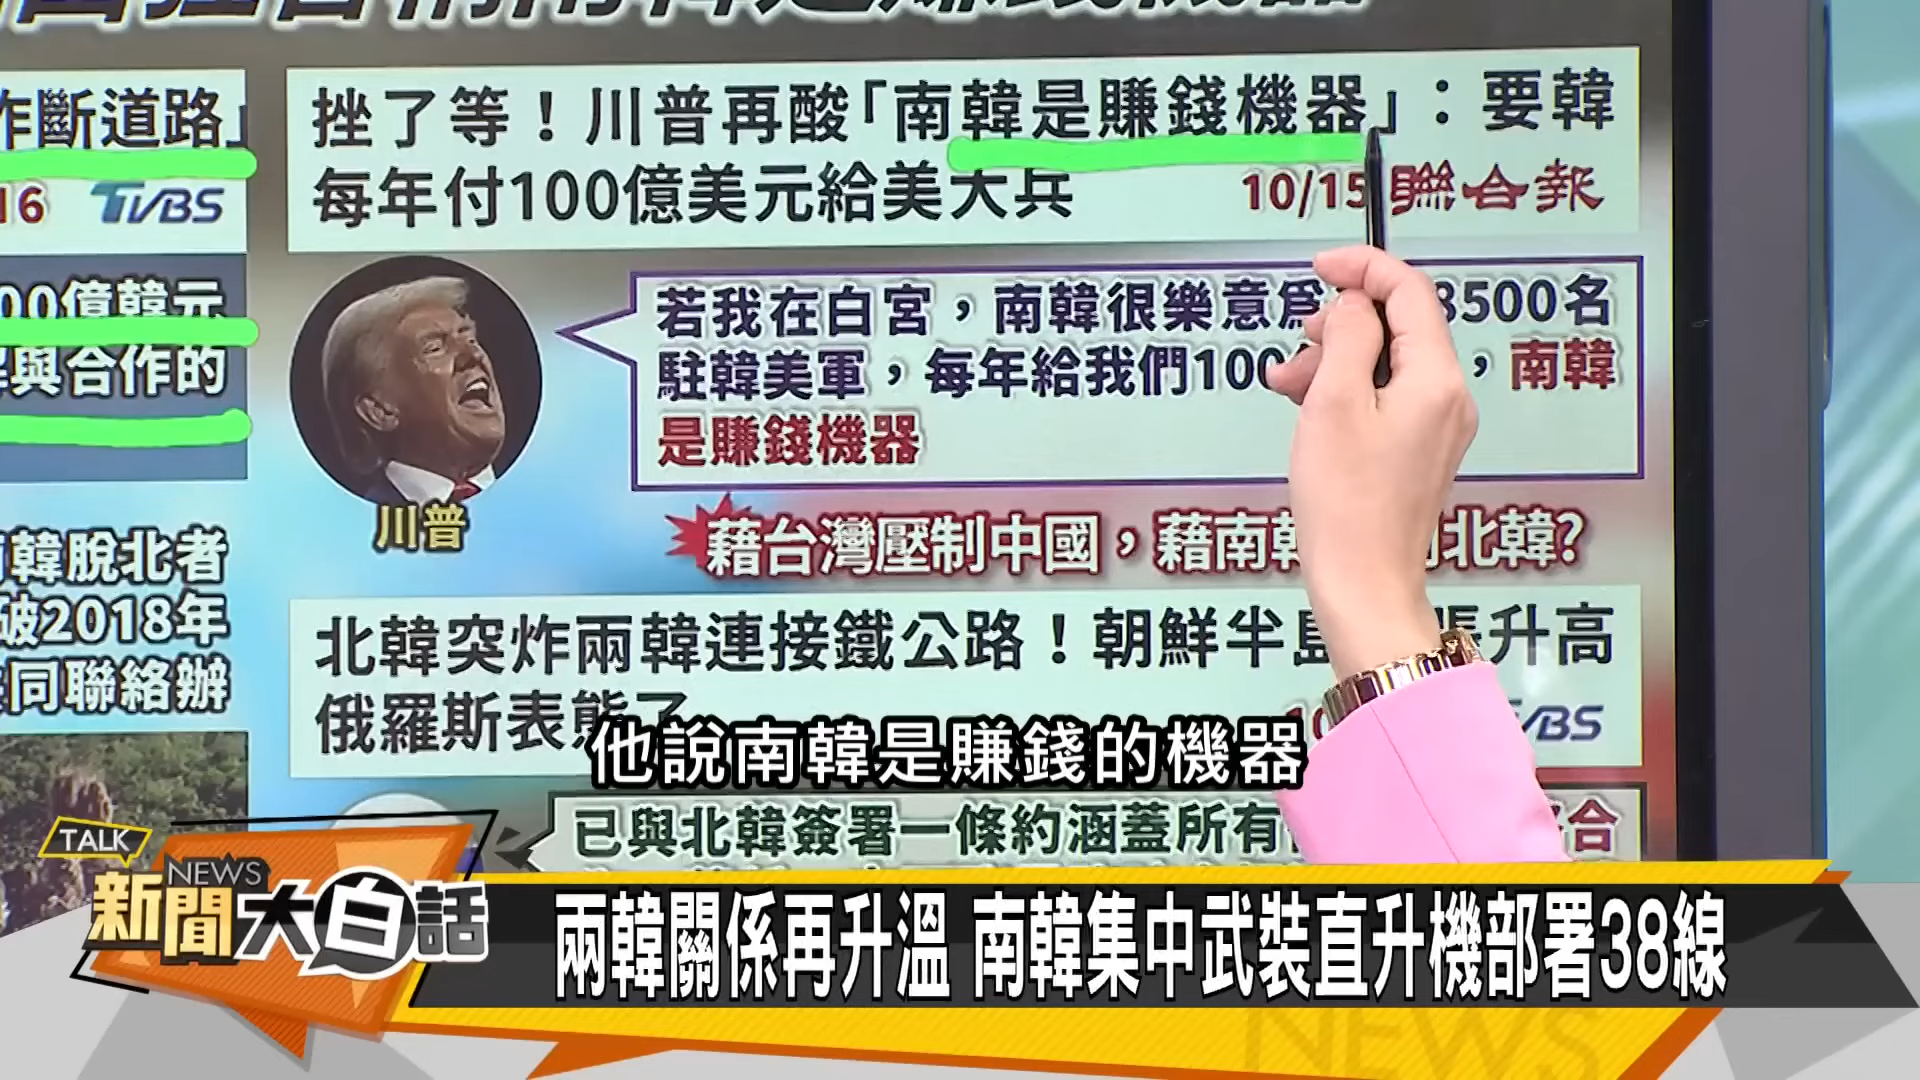 作斷道路」
16 TVBS
00億韓元
與合作的
韓脫北者
破2018年
同聯絡辦
挫了等！川普再酸「南韓是賺錢機器」：要韓
每年付100億美元給美大兵 10/15 聯合報
若我在白宮，南韓很樂意為 8500名
駐韓美軍，每年給我們100 ，南韓
是賺錢機器
川普
藉台灣壓制中國，藉南韓 北韓?
北韓突炸兩韓連接鐵公路！朝鮮半島 張升高
俄羅斯表態了 10 TVBS
他說南韓是賺錢的機器
已與北韓簽署一條約涵蓋所有 合
TALK
NEWS
新聞大白話
兩韓關係再升溫 南韓集中武裝直升機部署38線
NEWS